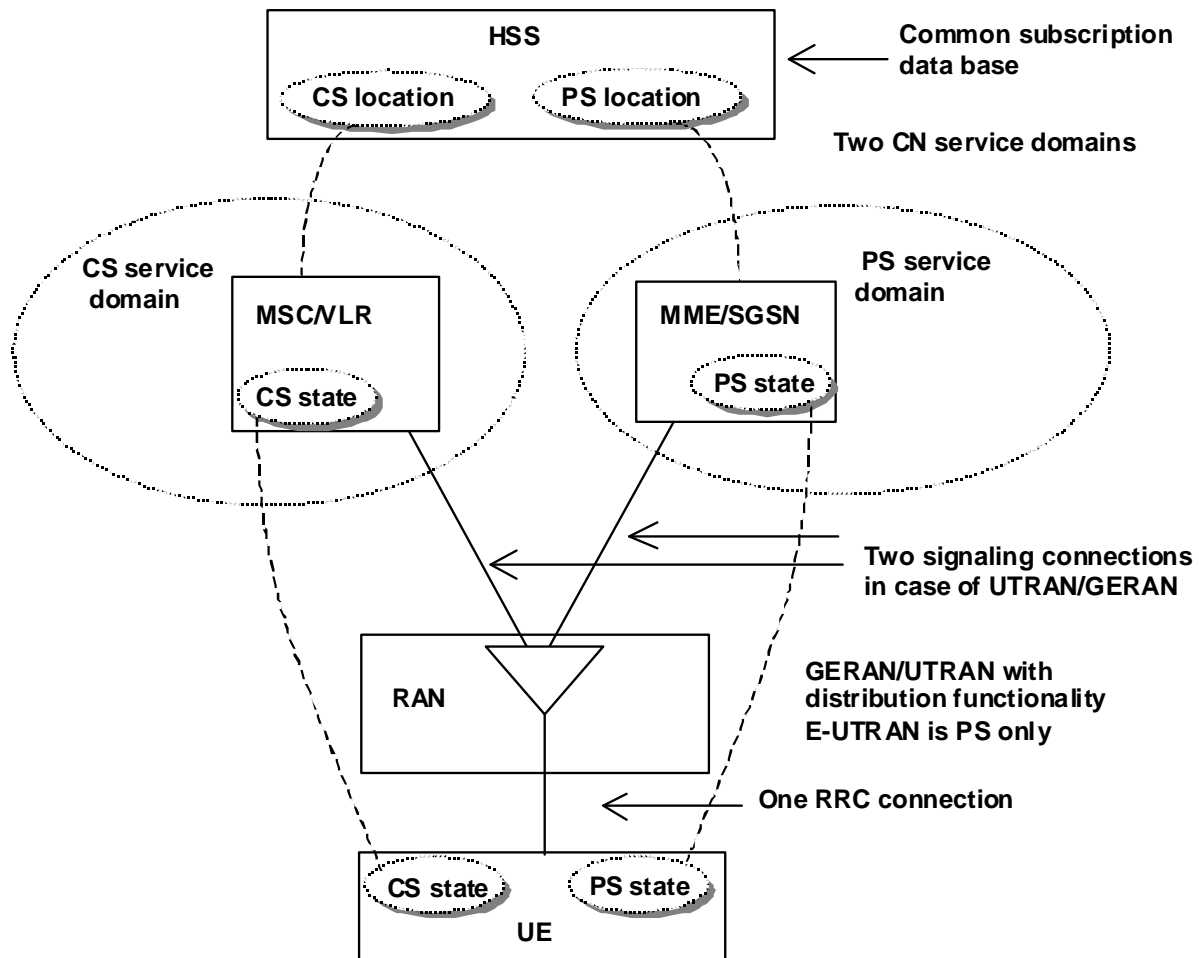 HSS
Common subscription
data base
CS location
PS location
Two CN service domains
CS service
domain
PS service
domain
MSC/VLR
MME/SGSN
CS state
PS state
Two signaling connections
in case of UTRAN/GERAN
RAN
GERAN/UTRAN with
distribution functionality
E-UTRAN is PS only
One RRC connection
CS state
PS state
UE